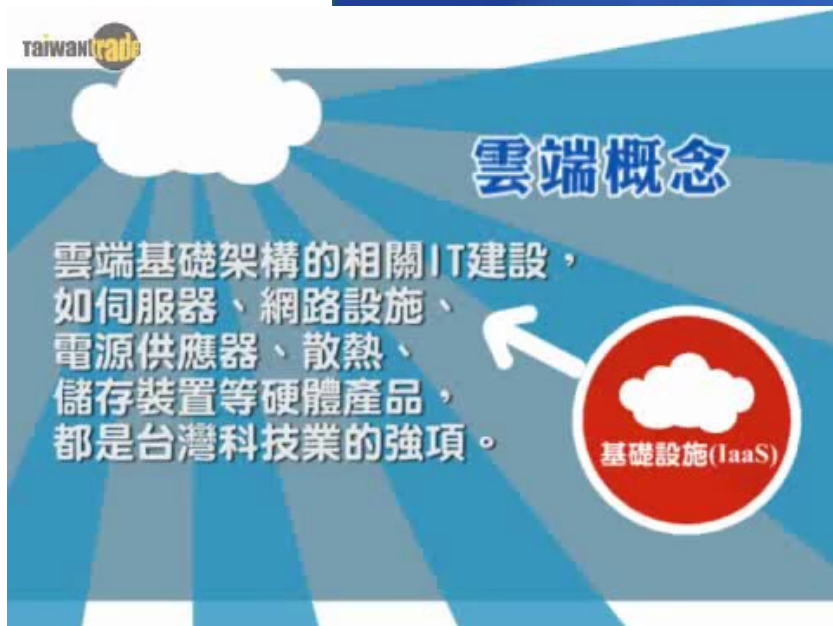 Taiwantrade
雲端概念
雲端基礎架構的相關IT建設，
如伺服器、網路設施、
電源供應器、散熱、
儲存裝置等硬體產品，
都是台灣科技業的強項。
基礎設施(IaaS)